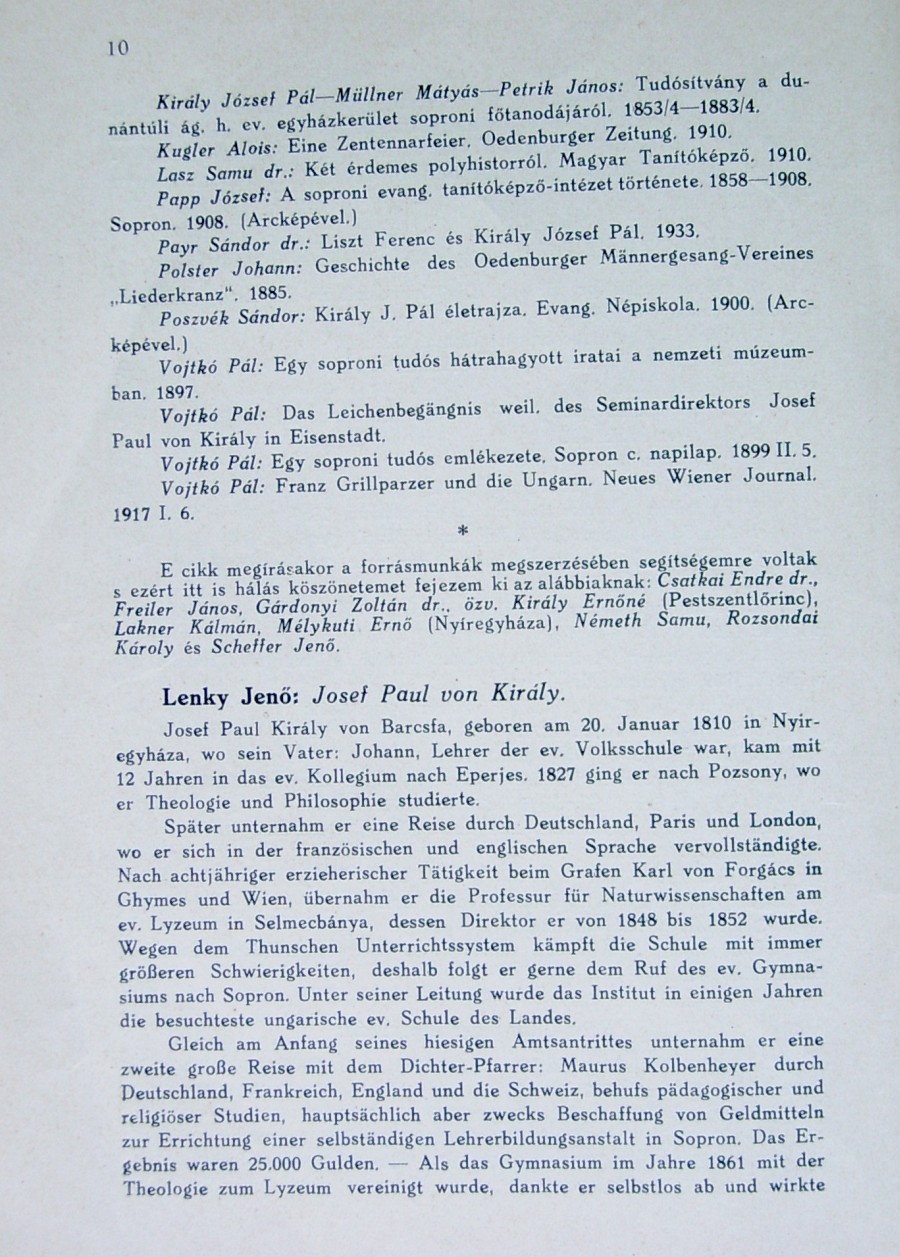 10
Király József Pál—Müllner Mátyás—Petrik János: Tudósítvány a du-
nántúli ág. h. ev. egyházkerület soproni főtanodájáról. 1853/4—1883/4.
Kugler Alois: Eine Zentennarfeier. Oedenburger Zeitung. 1910.
Lasz Samu dr.: Két érdemes polyhistorról. Magyar Tanítóképző. 1910.
Papp József: A soproni evang. tanítóképző-intézet története. 1858—1908.
Sopron. 1908. (Arcképével.)
Payr Sándor dr.: Liszt Ferenc és Király József Pál. 1933.
Polster Johann: Geschichte des Oedenburger Männergesang-Vereines
„Liederkranz“. 1885.
Poszvék Sándor: Király J. Pál életrajza. Evang. Népiskola. 1900. (Arc-
képével.)
Vojtkó Pál: Egy soproni tudós hátrahagyott iratai a nemzeti múzeum-
ban. 1897.
Vojtkó Pál: Das Leichenbegängnis weil. des Seminardirektors Josef
Paul von Király in Eisenstadt.
Vojtkó Pál: Egy soproni tudós emlékezete. Sopron c. napilap. 1899 II. 5.
Vojtkó Pál: Franz Grillparzer und die Ungarn. Neues Wiener Journal.
1917 I. 6.
*
E cikk megírásakor a forrásmunkák megszerzésében segítségemre voltak
s ezért itt is hálás köszönetemet fejezem ki az alábbiaknak: Csatkai Endre dr.,
Freiler János, Gárdonyi Zoltán dr., özv. Király Ernőné (Pestszentlőrinc),
Lakner Kálmán, Mélykuti Ernő (Nyíregyháza), Németh Samu, Rozsondai
Károly és Scheffer Jenő.
Lenky Jenő: Josef Paul von Király.
Josef Paul Király von Barcsfa, geboren am 20. Januar 1810 in Nyir-
egyháza, wo sein Vater: Johann, Lehrer der ev. Volksschule war, kam mit
12 Jahren in das ev. Kollegium nach Eperjes. 1827 ging er nach Pozsony, wo
er Theologie und Philosophie studierte.
Später unternahm er eine Reise durch Deutschland, Paris und London,
wo er sich in der französischen und englischen Sprache vervollständigte.
Nach achtjähriger erzieherischer Tätigkeit beim Grafen Karl von Forgács in
Ghymes und Wien, übernahm er die Professur für Naturwissenschaften am
ev. Lyzeum in Selmecbánya, dessen Direktor er von 1848 bis 1852 wurde.
Wegen dem Thunschen Unterrichtssystem kämpft die Schule mit immer
größeren Schwierigkeiten, deshalb folgt er gerne dem Ruf des ev. Gymna-
siums nach Sopron. Unter seiner Leitung wurde das Institut in einigen Jahren
die besuchteste ungarische ev. Schule des Landes.
Gleich am Anfang seines hiesigen Amtsantrittes unternahm er eine
zweite große Reise mit dem Dichter-Pfarrer: Maurus Kolbenheyer durch
Deutschland, Frankreich, England und die Schweiz, behufs pädagogischer und
religiöser Studien, hauptsächlich aber zwecks Beschaffung von Geldmitteln
zur Errichtung einer selbständigen Lehrerbildungsanstalt in Sopron. Das Er-
gebnis waren 25.000 Gulden. — Als das Gymnasium im Jahre 1861 mit der
Theologie zum Lyzeum vereinigt wurde, dankte er selbstlos ab und wirkte